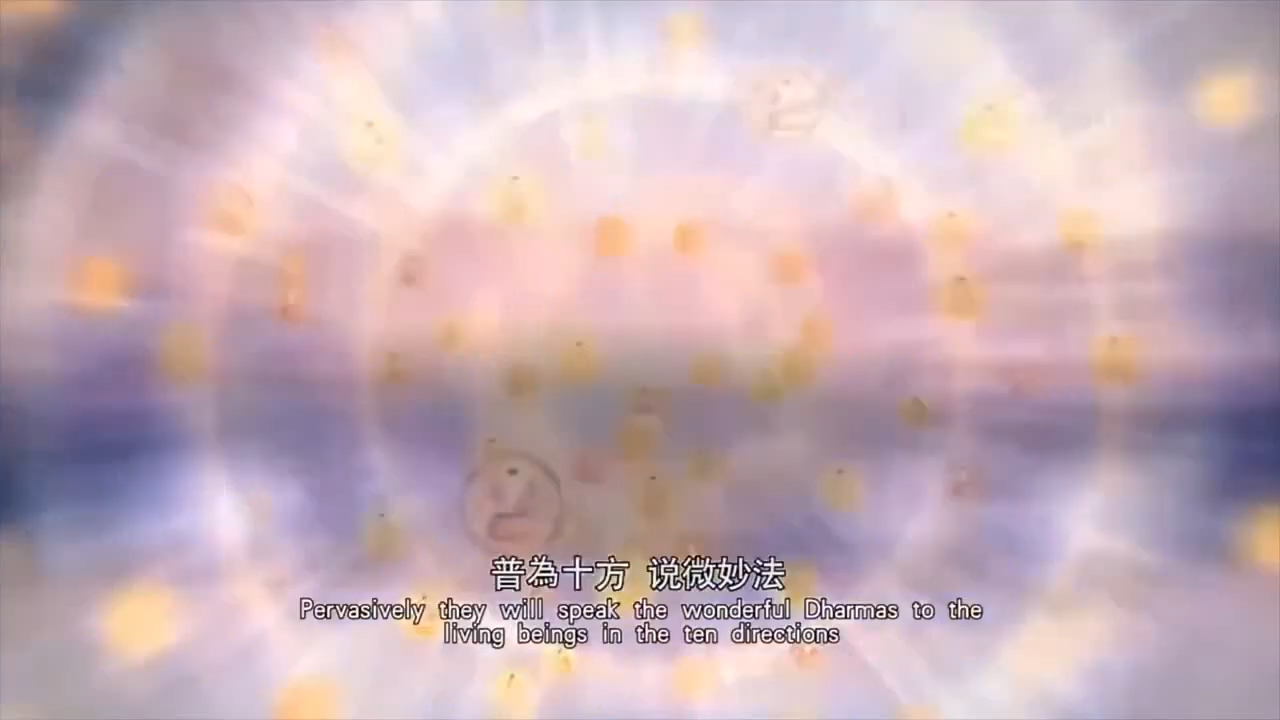 普為十方 说微妙法
Pervasively they will speak the wonderful Dharmas to the
living beings in the ten directions